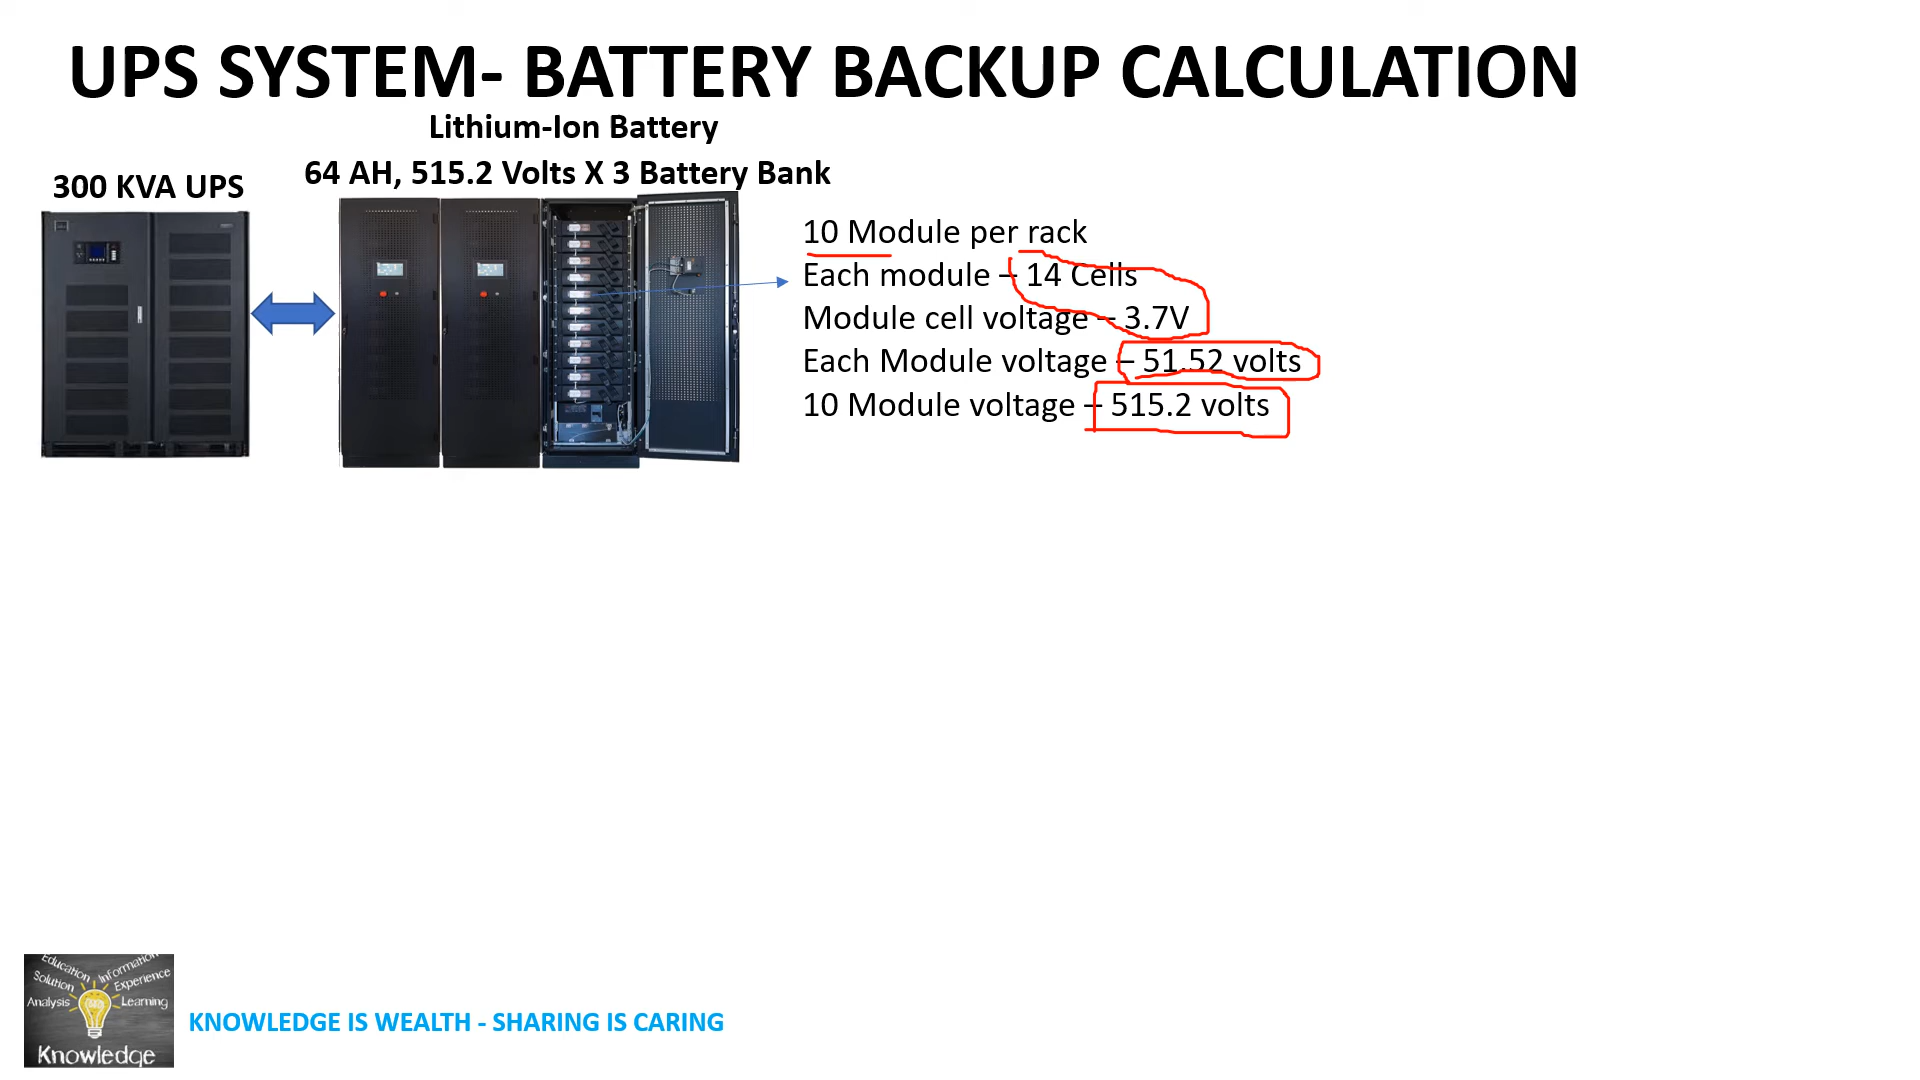 UPS SYSTEM- BATTERY BACKUP CALCULATION
Lithium-Ion Battery
64 AH, 515.2 Volts X 3 Battery Bank
300 KVA UPS
10 Module per rack
Each module – 14 Cells
Module cell voltage – 3.7V
Each Module voltage – 51.52 volts
10 Module voltage – 515.2 volts
Education Information
Solution Experience
Analysis Learning
Knowledge
KNOWLEDGE IS WEALTH - SHARING IS CARING